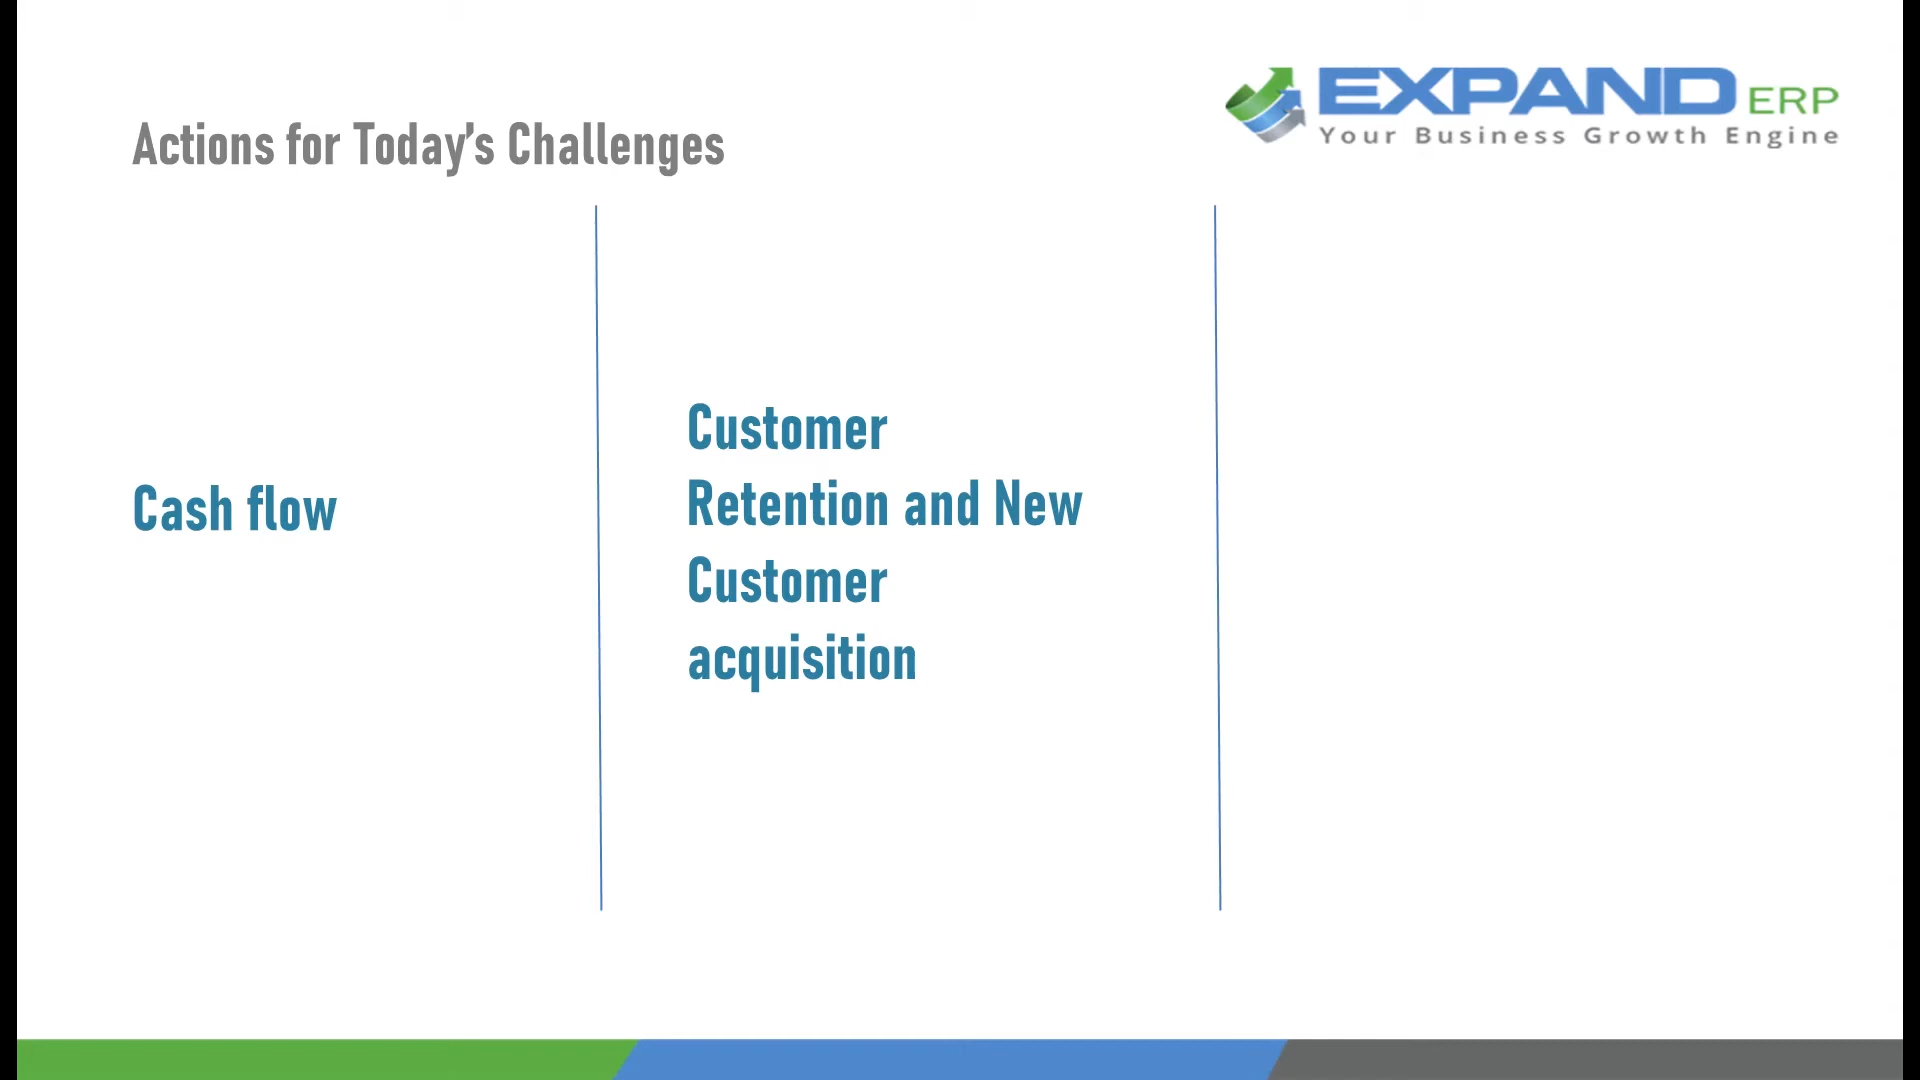 EXPAND ERP
Your Business Growth Engine
Actions for Today’s Challenges
Cash flow
Customer
Retention and New
Customer
acquisition